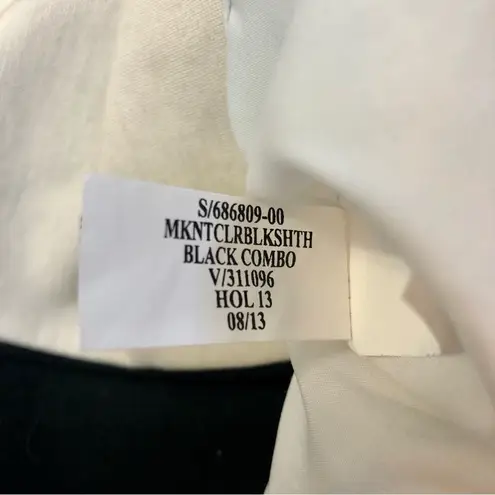 S/686809-00
MKNTCLRBLKSHTH
BLACK COMBO
V/311096
HOL 13
08/13